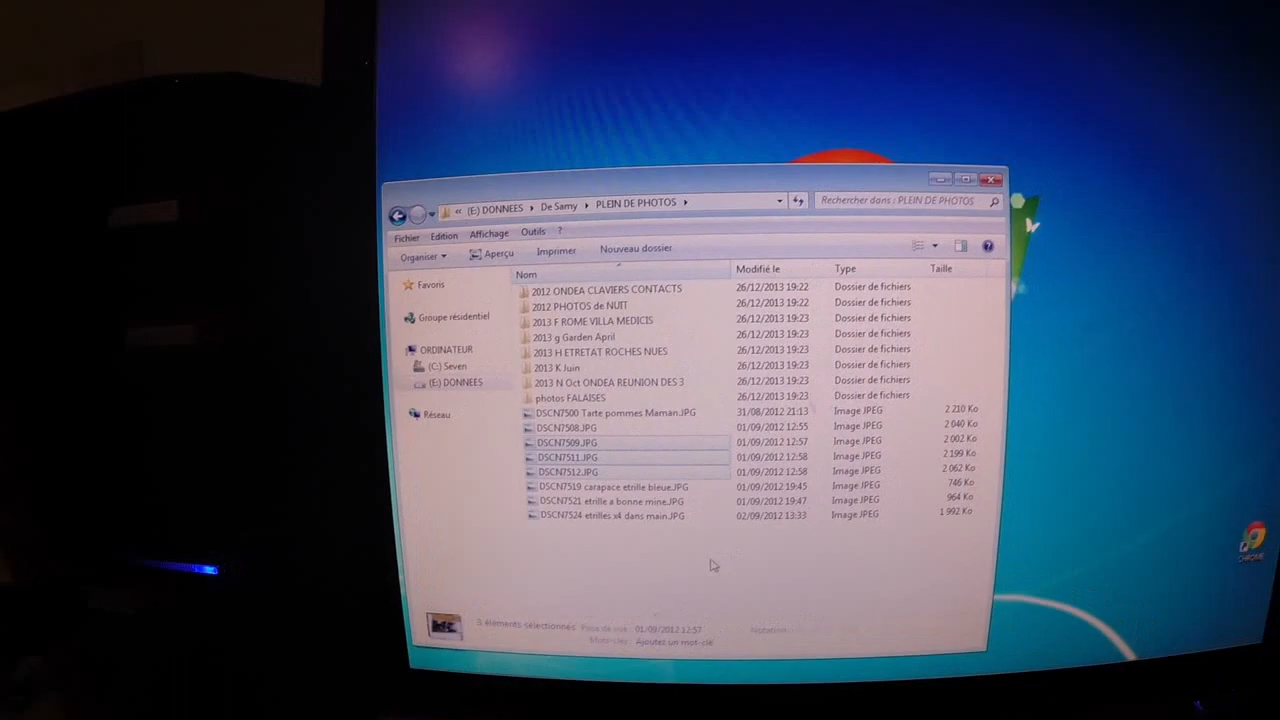 « (E:) DONNEES ▸ De Samy ▸ PLEIN DE PHOTOS ▸ Rechercher dans : PLEIN DE PHOTOS
Fichier Edition Affichage Outils ?
Organiser Aperçu Imprimer Nouveau dossier
Nom Modifié le Type Taille
Favoris
Groupe résidentiel
ORDINATEUR
(C:) Seven
(E:) DONNEES
Réseau
2012 ONDEA CLAVIERS CONTACTS 26/12/2013 19:22 Dossier de fichiers
2012 PHOTOS de NUIT 26/12/2013 19:22 Dossier de fichiers
2013 F ROME VILLA MEDICIS 26/12/2013 19:23 Dossier de fichiers
2013 g Garden April 26/12/2013 19:23 Dossier de fichiers
2013 H ETRETAT ROCHES NUES 26/12/2013 19:23 Dossier de fichiers
2013 K Juin 26/12/2013 19:23 Dossier de fichiers
2013 N Oct ONDEA REUNION DES 3 26/12/2013 19:23 Dossier de fichiers
photos FALAISES 26/12/2013 19:23 Dossier de fichiers
DSCN7500 Tarte pommes Maman.JPG 31/08/2012 21:13 Image JPEG 2 210 Ko
DSCN7508.JPG 01/09/2012 12:55 Image JPEG 2 040 Ko
DSCN7509.JPG 01/09/2012 12:57 Image JPEG 2 002 Ko
DSCN7511.JPG 01/09/2012 12:58 Image JPEG 2 199 Ko
DSCN7512.JPG 01/09/2012 12:58 Image JPEG 2 062 Ko
DSCN7519 carapace etrille bleue.JPG 01/09/2012 19:45 Image JPEG 746 Ko
DSCN7521 etrille a bonne mine.JPG 01/09/2012 19:47 Image JPEG 964 Ko
DSCN7524 etrilles x4 dans main.JPG 02/09/2012 13:33 Image JPEG 1 992 Ko
3 éléments sélectionnés Prise de vue : 01/09/2012 12:57
Mots-clés : Ajoutez un mot-clé
CHROME